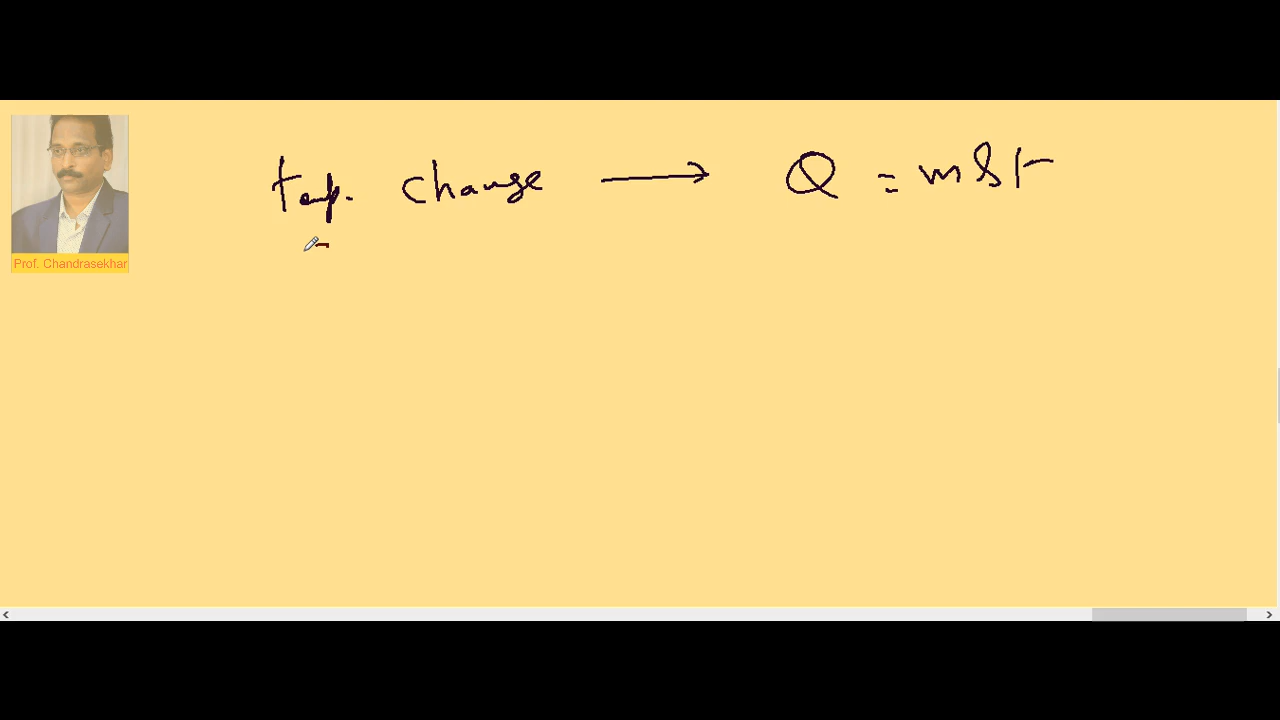 temp. change → Q = mSt
Prof. Chandrasekhar